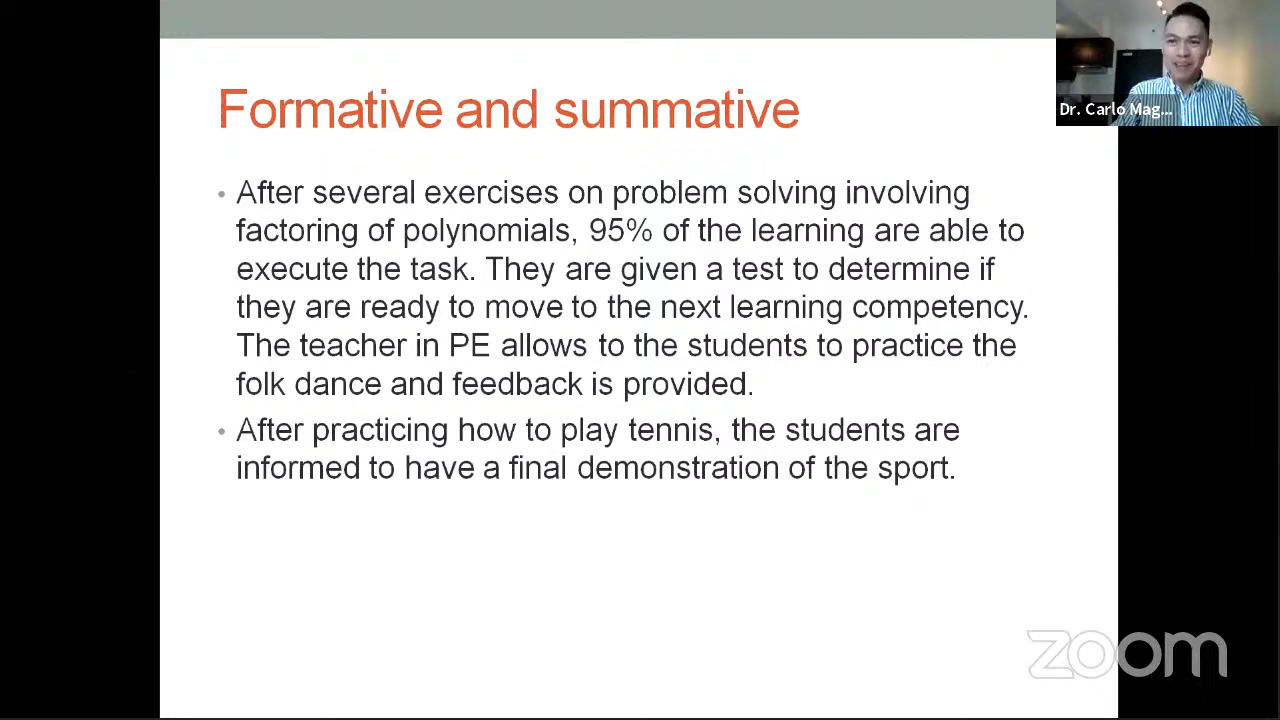 Formative and summative
• After several exercises on problem solving involving
factoring of polynomials, 95% of the learning are able to
execute the task. They are given a test to determine if
they are ready to move to the next learning competency.
The teacher in PE allows to the students to practice the
folk dance and feedback is provided.
• After practicing how to play tennis, the students are
informed to have a final demonstration of the sport.
Dr. Carlo Mag...
zoom